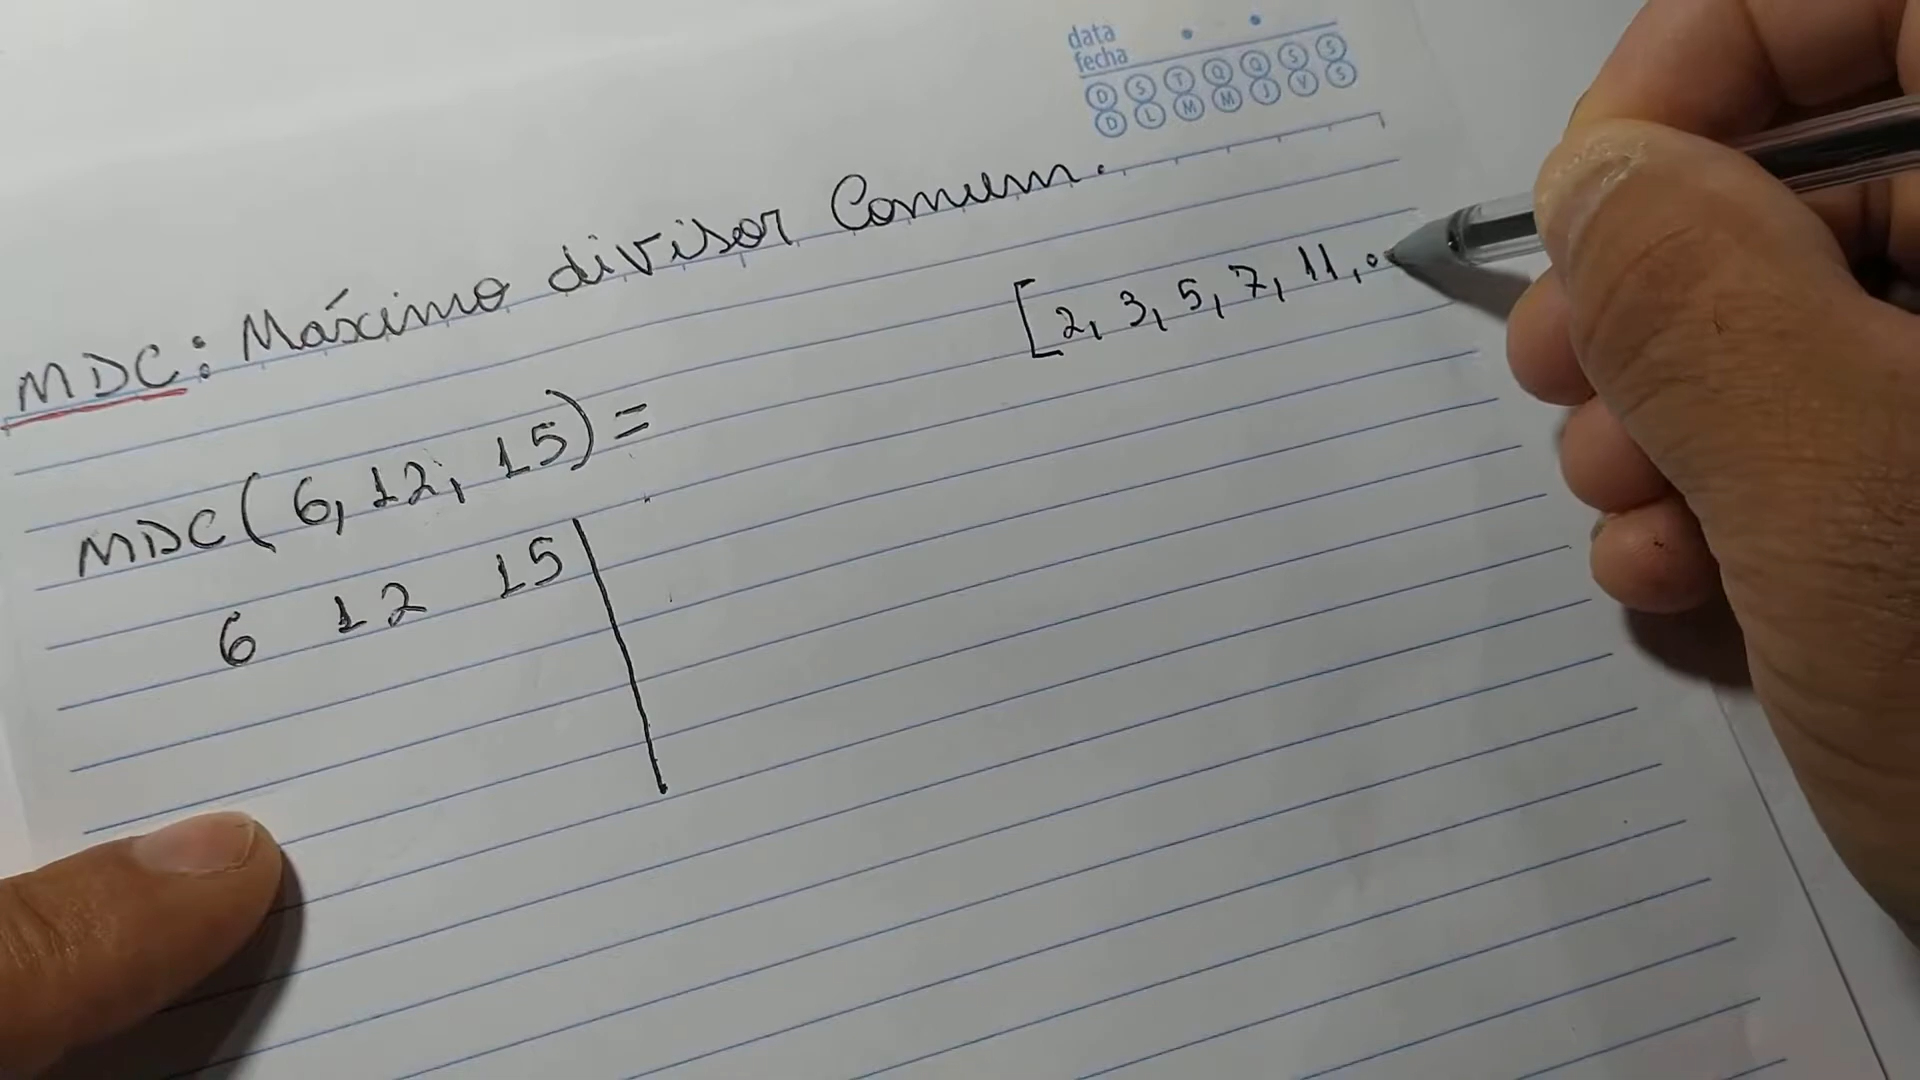 data
fecha
D S T Q Q S S
D L M M J V S
MDC: Máximo divisor Comum.
[2, 3, 5, 7, 11, ..
MDC(6, 12, 15) =
6 12 15